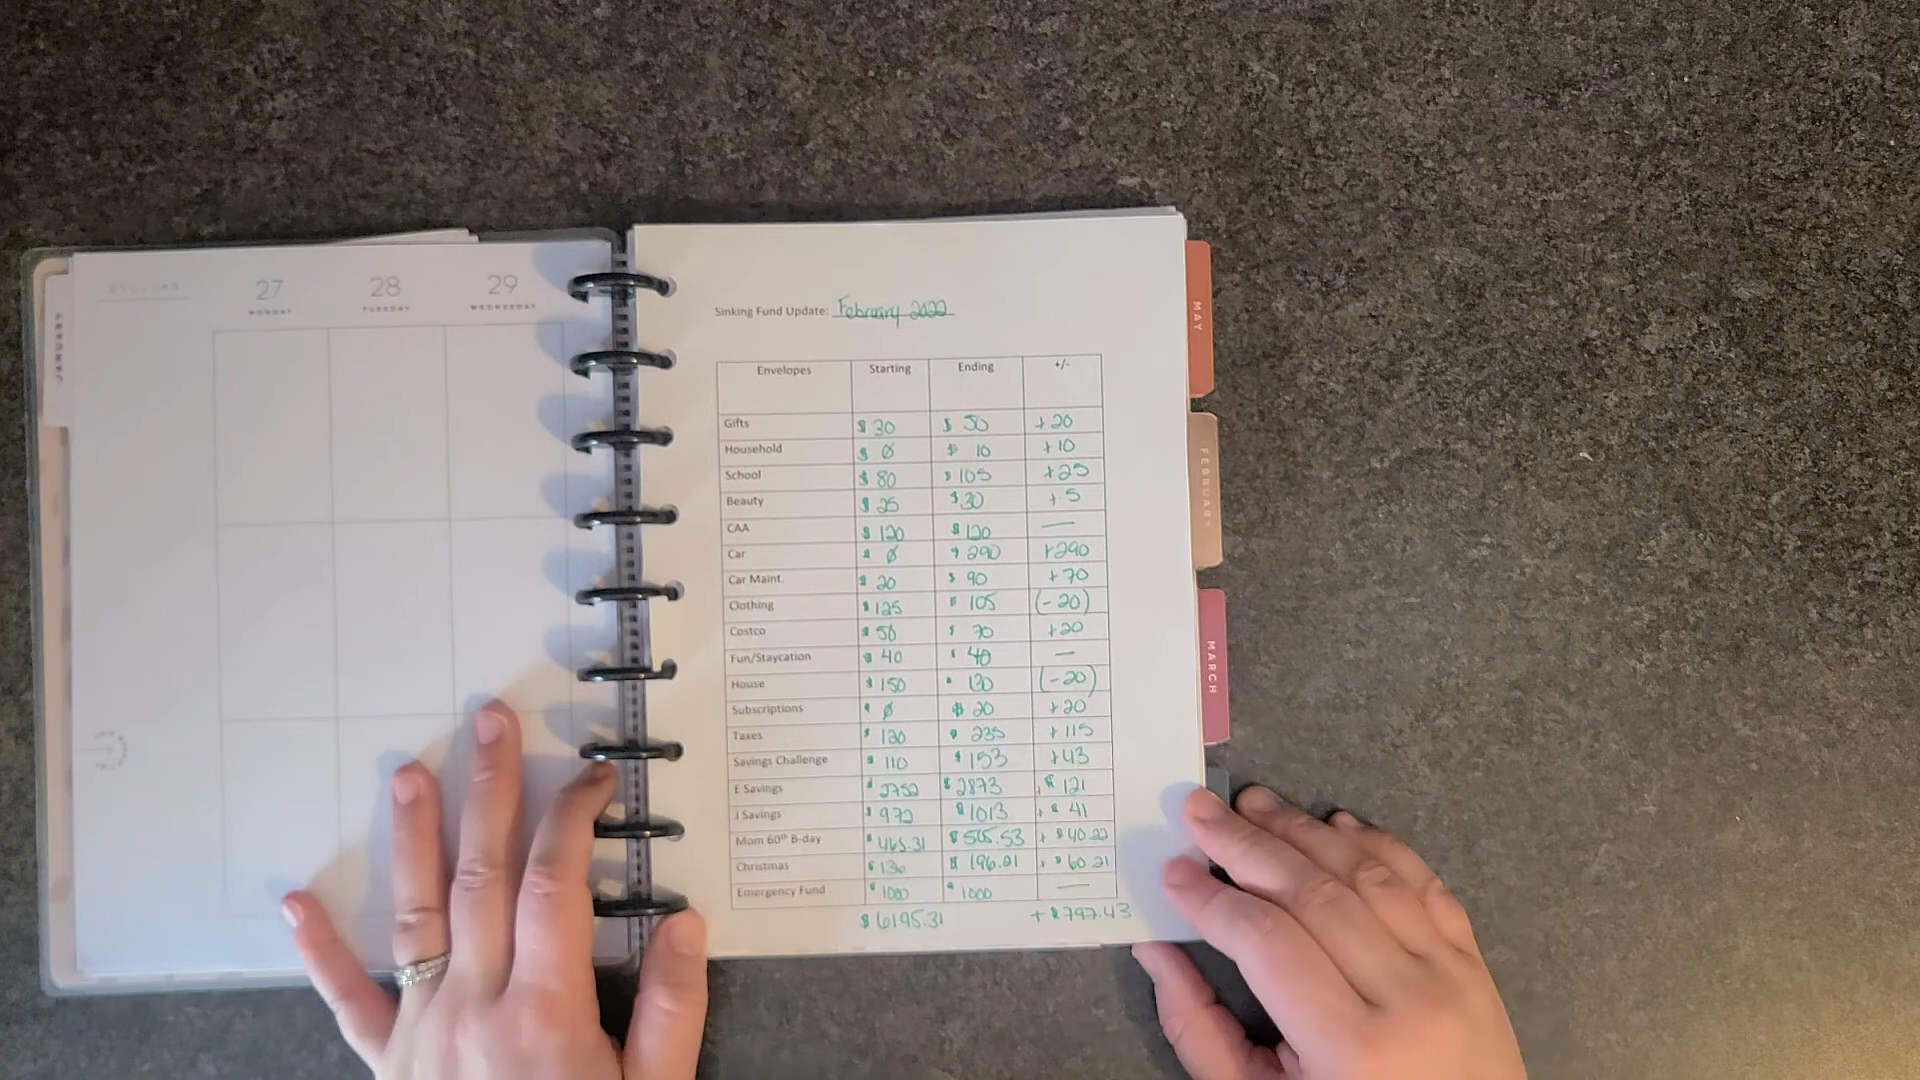 27 28 29
MONDAY TUESDAY WEDNESDAY
Sinking Fund Update: February 2022
Envelopes Starting Ending +/-
Gifts $ 30 $ 50 +20
Household $ 0 $ 10 +10
School $ 80 $ 105 +25
Beauty $ 25 $ 30 +5
CAA $ 120 $ 120 —
Car $ 0 $ 290 +290
Car Maint. $ 20 $ 90 +70
Clothing $ 125 $ 105 (-20)
Costco $ 50 $ 70 +20
Fun/Staycation $ 40 $ 40 —
House $ 150 $ 130 (-20)
Subscriptions $ 0 $ 20 +20
Taxes $ 120 $ 235 +115
Savings Challenge $ 110 $ 153 +43
E Savings $ 2752 $ 2873 + $ 121
J Savings $ 972 $ 1013 + $ 41
Mom 60th B-day $ 465.31 $ 505.53 + $ 40.22
Christmas $ 136 $ 196.21 + $ 60.21
Emergency Fund $ 1000 $ 1000 —
$ 6195.31 + $ 797.43
MAY
FEBRUARY
MARCH
JANUARY